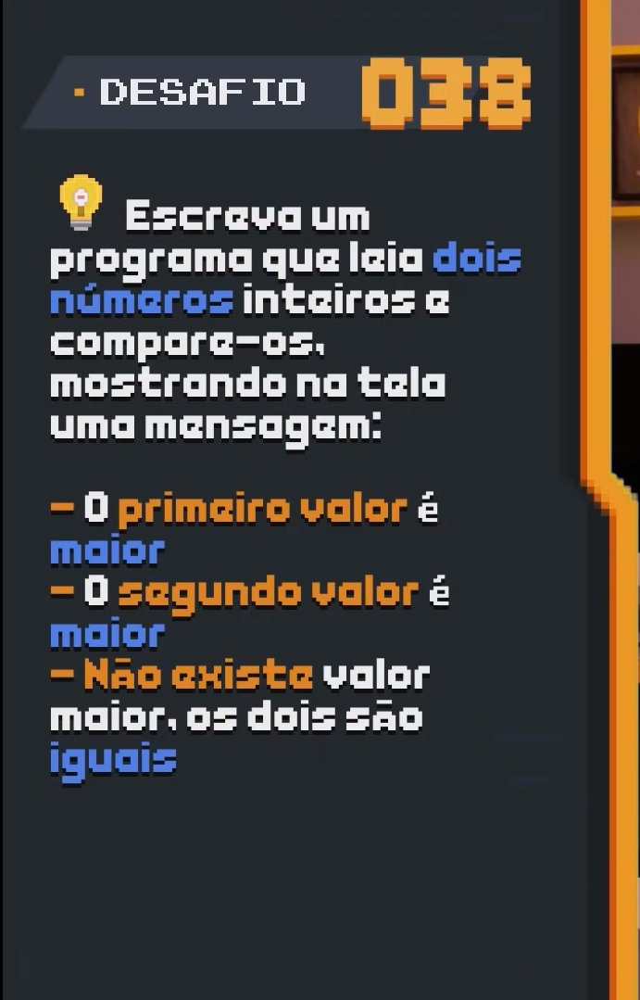 DESAFIO 038
Escreva um
programa que leia dois
números inteiros e
compare-os,
mostrando na tela
uma mensagem:
- O primeiro valor é
maior
- O segundo valor é
maior
- Não existe valor
maior, os dois são
iguais